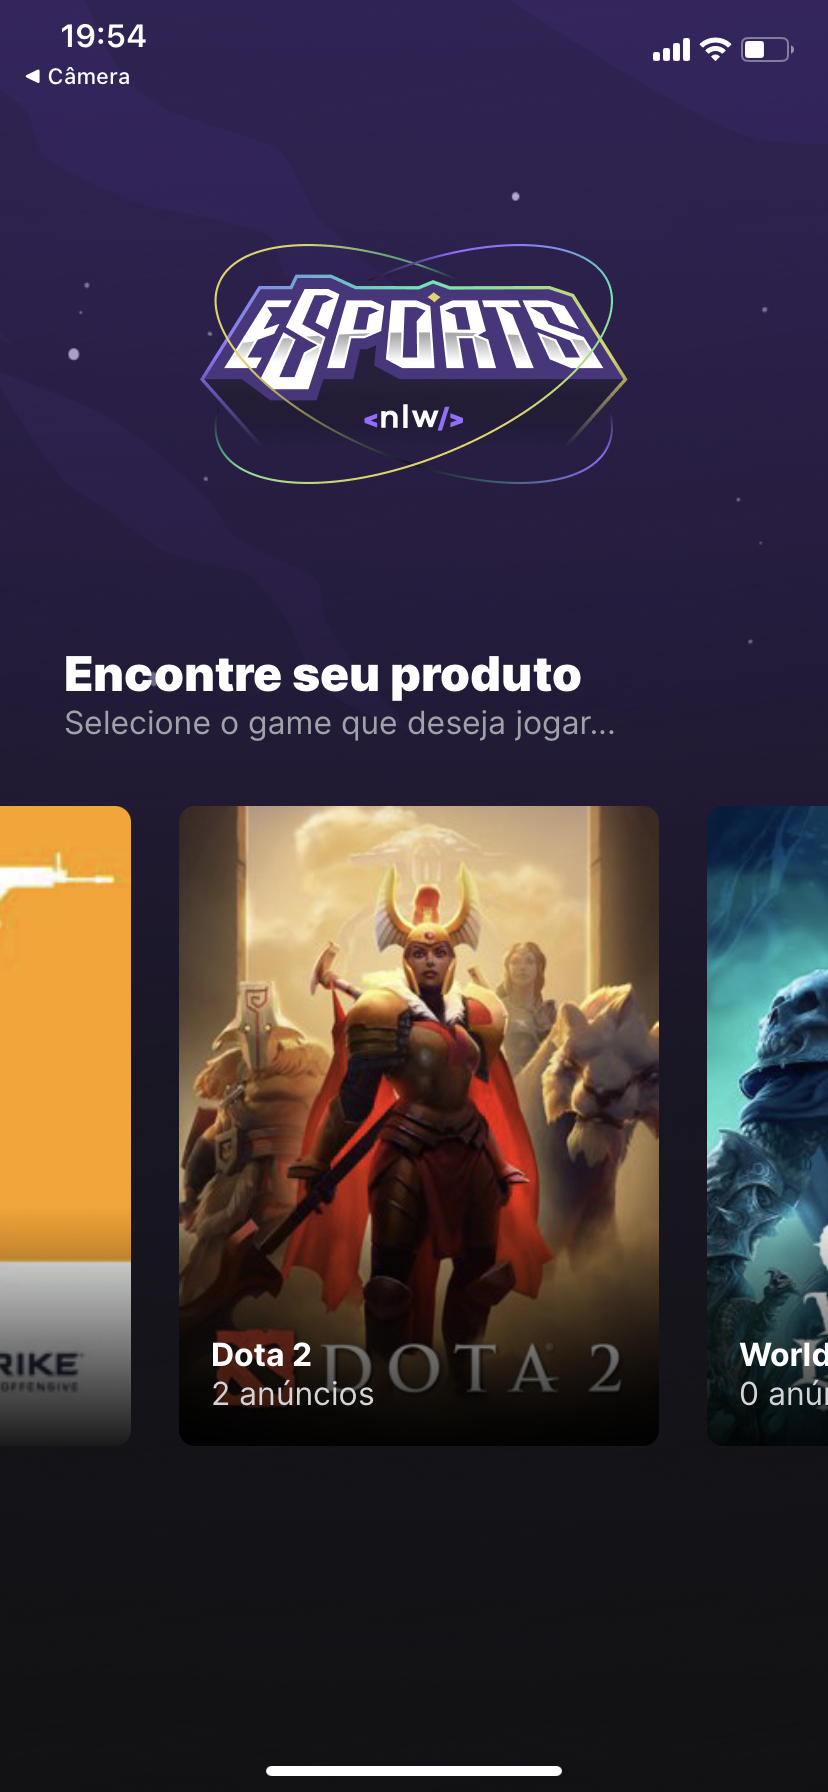 19:54
◀ Câmera
ESPORTS
<nlw/>
Encontre seu produto
Selecione o game que deseja jogar...
RIKE
OFFENSIVE
DOTA 2
Dota 2
2 anúncios
World
0 anú